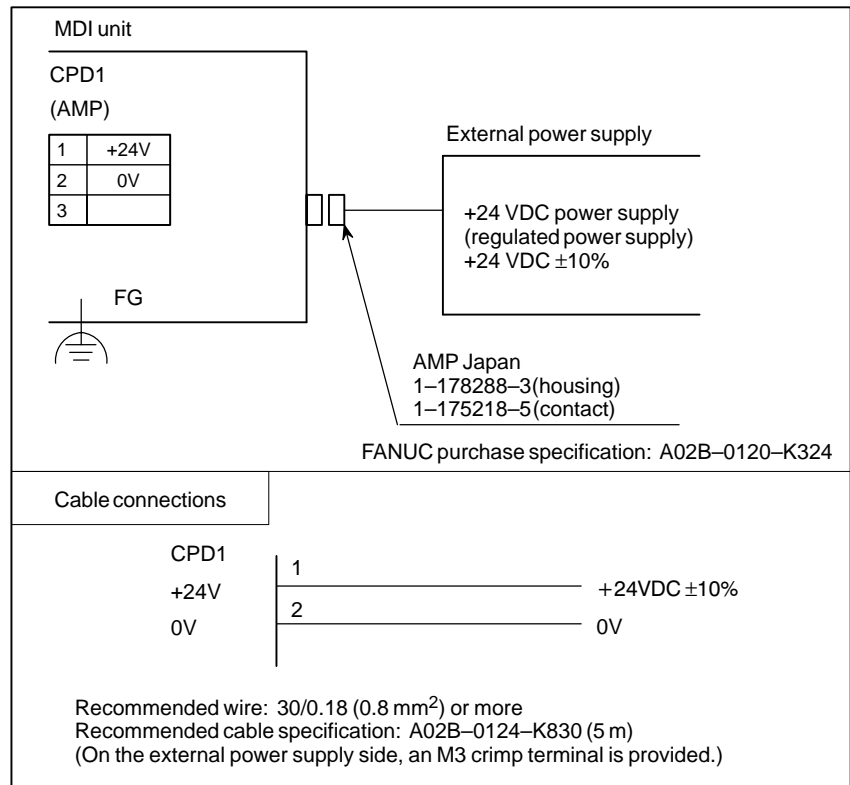 MDI unit
CPD1
(AMP)
1 +24V
2 0V
3
FG
External power supply
+24 VDC power supply
(regulated power supply)
+24 VDC ±10%
AMP Japan
1–178288–3(housing)
1–175218–5(contact)
FANUC purchase specification: A02B–0120–K324
Cable connections
CPD1
1
+24V
+24VDC ±10%
2
0V
0V
Recommended wire: 30/0.18 (0.8 mm²) or more
Recommended cable specification: A02B–0124–K830 (5 m)
(On the external power supply side, an M3 crimp terminal is provided.)